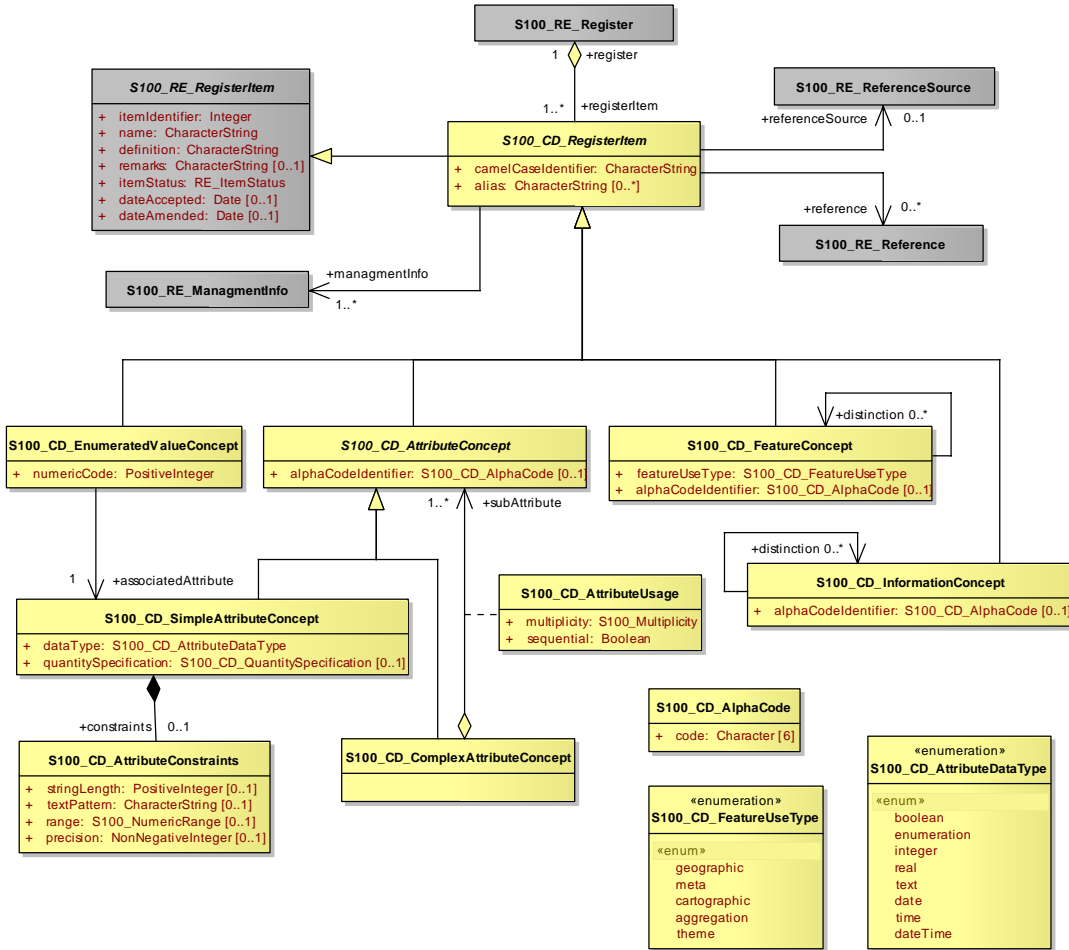 S100_RE_Register
1 +register
1..* +registerItem
S100_RE_RegisterItem
+ itemIdentifier: Integer
+ name: CharacterString
+ definition: CharacterString
+ remarks: CharacterString [0..1]
+ itemStatus: RE_ItemStatus
+ dateAccepted: Date [0..1]
+ dateAmended: Date [0..1]
S100_CD_RegisterItem
+ camelCaseIdentifier: CharacterString
+ alias: CharacterString [0..*]
S100_RE_ReferenceSource
+referenceSource 0..1
+reference 0..*
S100_RE_Reference
S100_RE_ManagmentInfo
+managmentInfo
1..*
S100_CD_EnumeratedValueConcept
+ numericCode: PositiveInteger
S100_CD_AttributeConcept
+ alphaCodeIdentifier: S100_CD_AlphaCode [0..1]
+distinction 0..*
S100_CD_FeatureConcept
+ featureUseType: S100_CD_FeatureUseType
+ alphaCodeIdentifier: S100_CD_AlphaCode [0..1]
1..* +subAttribute
+distinction 0..*
S100_CD_InformationConcept
+ alphaCodeIdentifier: S100_CD_AlphaCode [0..1]
1 +associatedAttribute
S100_CD_SimpleAttributeConcept
+ dataType: S100_CD_AttributeDataType
+ quantitySpecification: S100_CD_QuantitySpecification [0..1]
S100_CD_AttributeUsage
+ multiplicity: S100_Multiplicity
+ sequential: Boolean
+constraints 0..1
S100_CD_AttributeConstraints
+ stringLength: PositiveInteger [0..1]
+ textPattern: CharacterString [0..1]
+ range: S100_NumericRange [0..1]
+ precision: NonNegativeInteger [0..1]
S100_CD_ComplexAttributeConcept
S100_CD_AlphaCode
+ code: Character [6]
«enumeration»
S100_CD_FeatureUseType
«enum»
geographic
meta
cartographic
aggregation
theme
«enumeration»
S100_CD_AttributeDataType
«enum»
boolean
enumeration
integer
real
text
date
time
dateTime